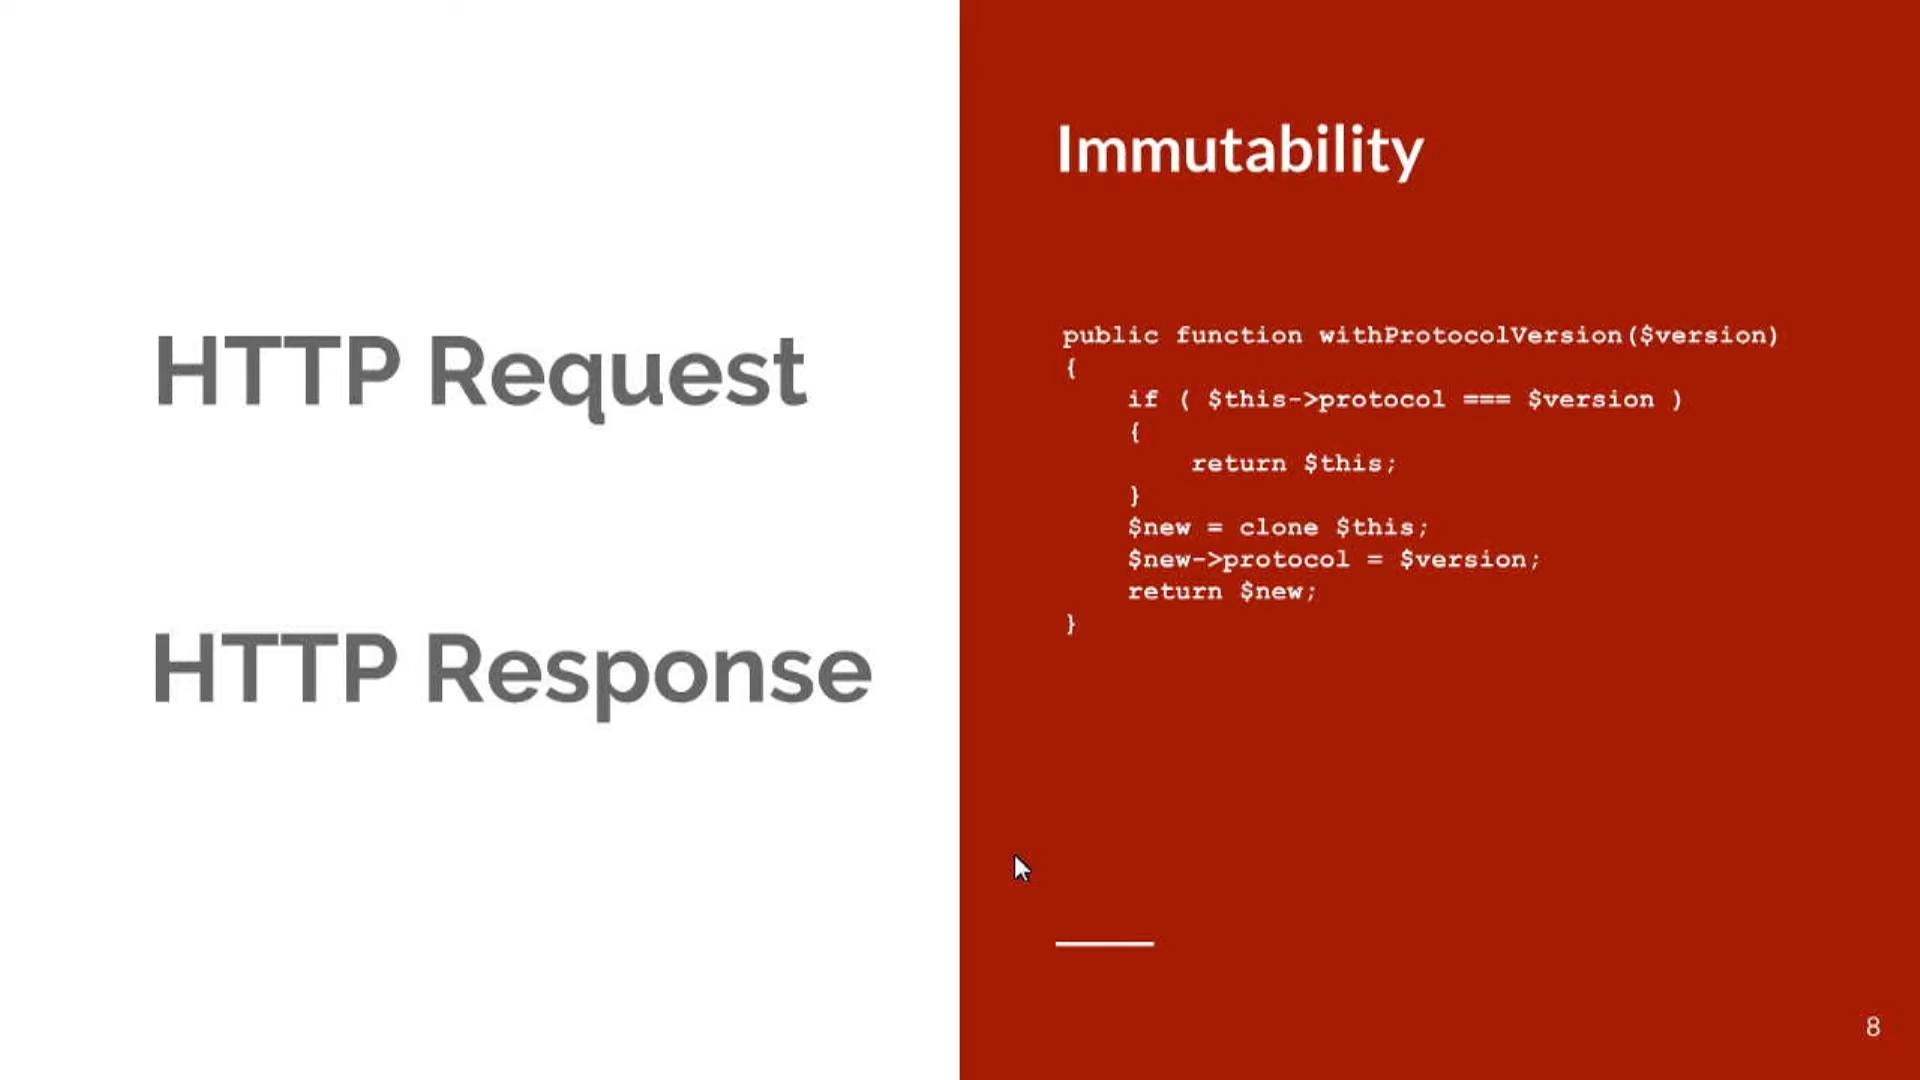 HTTP Request
HTTP Response
Immutability
public function withProtocolVersion($version)
{
    if ( $this->protocol === $version )
    {
        return $this;
    }
    $new = clone $this;
    $new->protocol = $version;
    return $new;
}
8